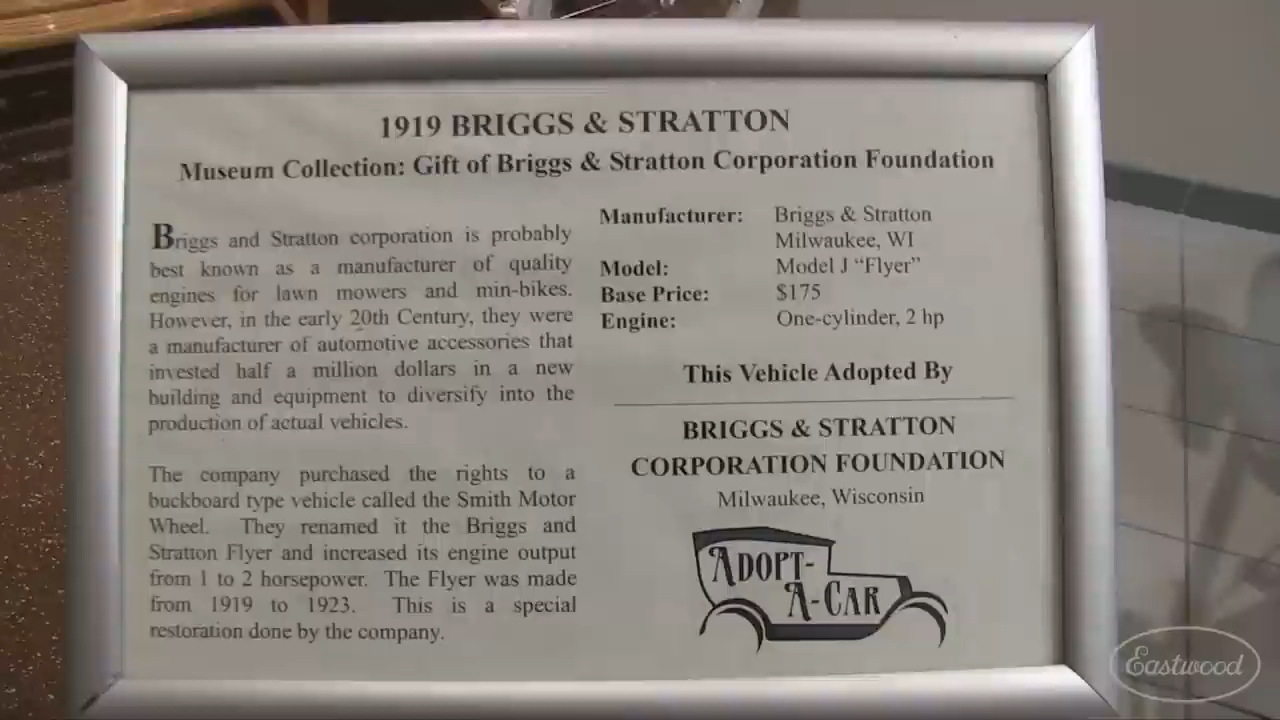 1919 BRIGGS & STRATTON
Museum Collection: Gift of Briggs & Stratton Corporation Foundation
Briggs and Stratton corporation is probably
best known as a manufacturer of quality
engines for lawn mowers and min-bikes.
However, in the early 20th Century, they were
a manufacturer of automotive accessories that
invested half a million dollars in a new
building and equipment to diversify into the
production of actual vehicles.
The company purchased the rights to a
buckboard type vehicle called the Smith Motor
Wheel. They renamed it the Briggs and
Stratton Flyer and increased its engine output
from 1 to 2 horsepower. The Flyer was made
from 1919 to 1923. This is a special
restoration done by the company.
Manufacturer: Briggs & Stratton
Milwaukee, WI
Model: Model J “Flyer”
Base Price: $175
Engine: One-cylinder, 2 hp
This Vehicle Adopted By
BRIGGS & STRATTON
CORPORATION FOUNDATION
Milwaukee, Wisconsin
ADOPT-
A-CAR
Eastwood